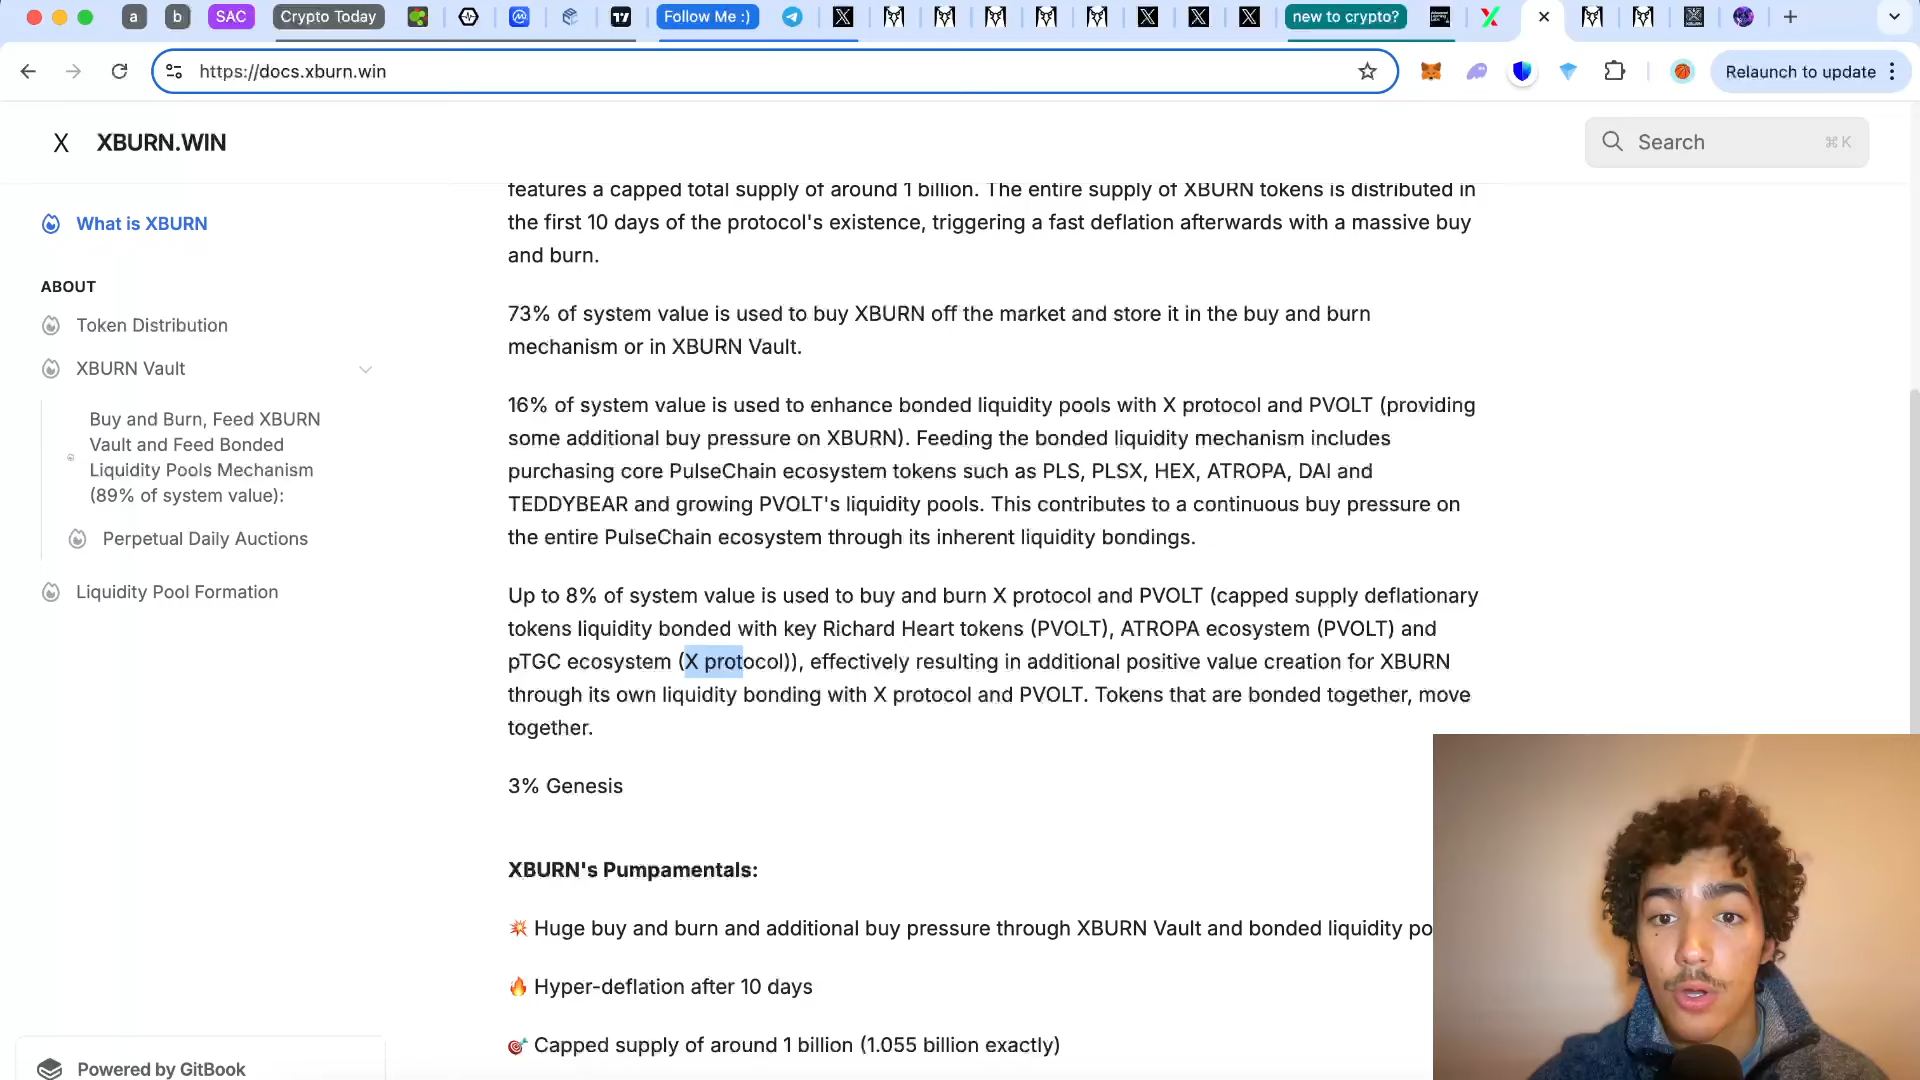 a
b
SAC
Crypto Today
Follow Me :)
new to crypto?
https://docs.xburn.win
Relaunch to update
X XBURN.WIN
Search
⌘ K
What is XBURN
ABOUT
Token Distribution
XBURN Vault
Buy and Burn, Feed XBURN
Vault and Feed Bonded
Liquidity Pools Mechanism
(89% of system value):
Perpetual Daily Auctions
Liquidity Pool Formation
Powered by GitBook
features a capped total supply of around 1 billion. The entire supply of XBURN tokens is distributed in
the first 10 days of the protocol's existence, triggering a fast deflation afterwards with a massive buy
and burn.
73% of system value is used to buy XBURN off the market and store it in the buy and burn
mechanism or in XBURN Vault.
16% of system value is used to enhance bonded liquidity pools with X protocol and PVOLT (providing
some additional buy pressure on XBURN). Feeding the bonded liquidity mechanism includes
purchasing core PulseChain ecosystem tokens such as PLS, PLSX, HEX, ATROPA, DAI and
TEDDYBEAR and growing PVOLT's liquidity pools. This contributes to a continuous buy pressure on
the entire PulseChain ecosystem through its inherent liquidity bondings.
Up to 8% of system value is used to buy and burn X protocol and PVOLT (capped supply deflationary
tokens liquidity bonded with key Richard Heart tokens (PVOLT), ATROPA ecosystem (PVOLT) and
pTGC ecosystem (X protocol)), effectively resulting in additional positive value creation for XBURN
through its own liquidity bonding with X protocol and PVOLT. Tokens that are bonded together, move
together.
3% Genesis
XBURN's Pumpamentals:
💥 Huge buy and burn and additional buy pressure through XBURN Vault and bonded liquidity po
🔥 Hyper-deflation after 10 days
🎯 Capped supply of around 1 billion (1.055 billion exactly)